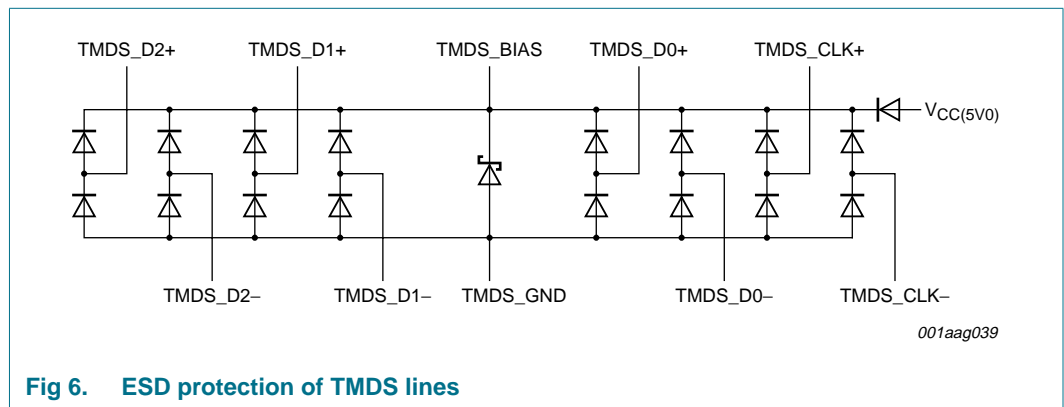 TMDS_D2+ TMDS_D1+ TMDS_BIAS TMDS_D0+ TMDS_CLK+
VCC(5V0)
TMDS_D2− TMDS_D1− TMDS_GND TMDS_D0− TMDS_CLK−
001aag039
Fig 6. ESD protection of TMDS lines